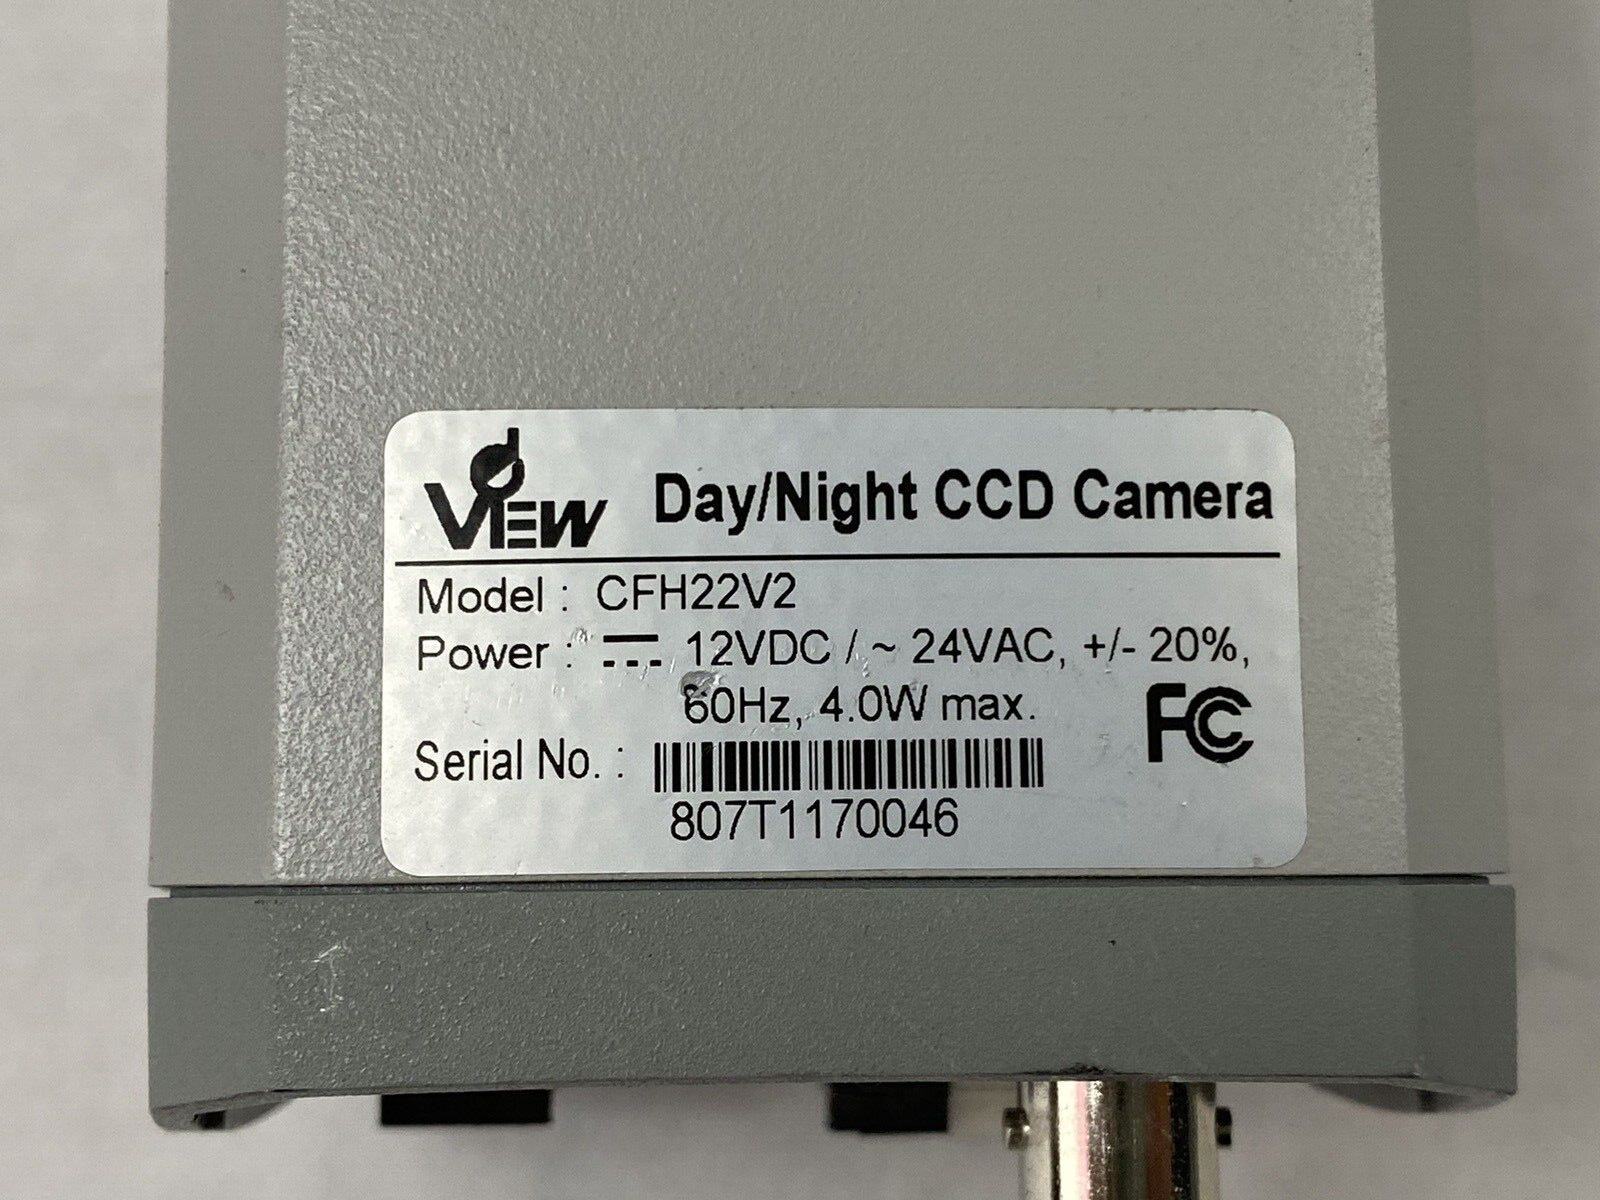 dVIEW Day/Night CCD Camera
Model : CFH22V2
Power : ⎓ 12VDC / ~ 24VAC, +/- 20%,
60Hz, 4.0W max.
FC
Serial No. :
807T1170046